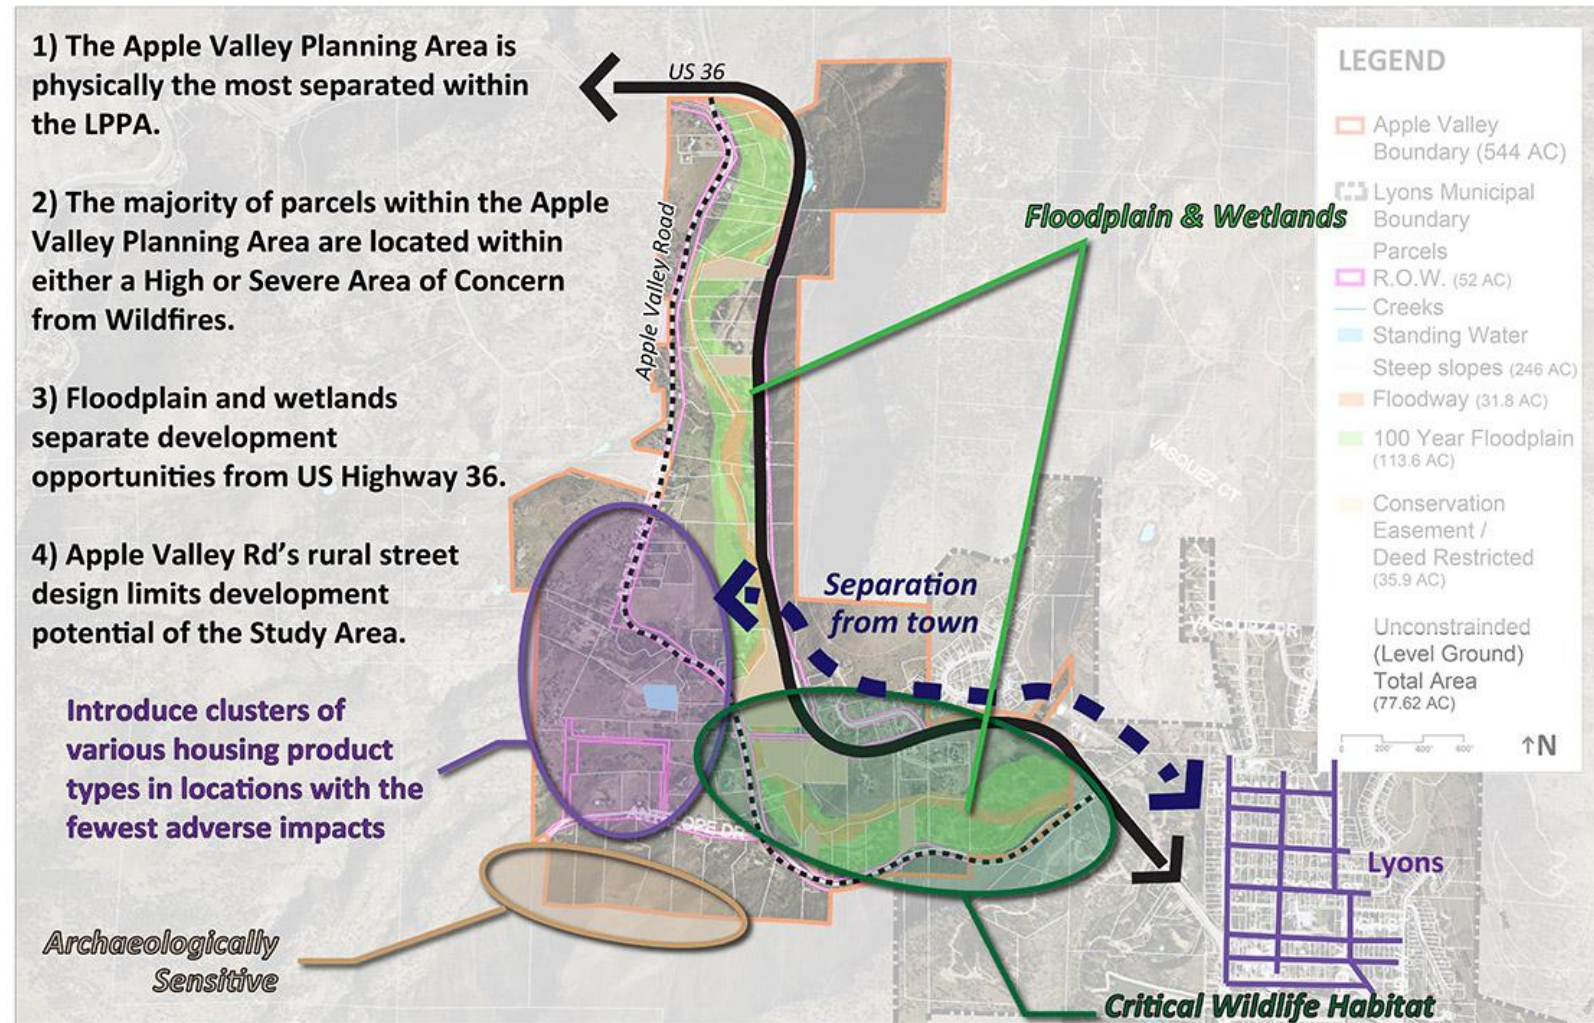 1) The Apple Valley Planning Area is
physically the most separated within
the LPPA.
2) The majority of parcels within the Apple
Valley Planning Area are located within
either a High or Severe Area of Concern
from Wildfires.
3) Floodplain and wetlands
separate development
opportunities from US Highway 36.
4) Apple Valley Rd’s rural street
design limits development
potential of the Study Area.
Introduce clusters of
various housing product
types in locations with the
fewest adverse impacts
Archaeologically
Sensitive
US 36
Apple Valley Road
Floodplain & Wetlands
Separation
from town
VASQUEZ CT
Lyons
Critical Wildlife Habitat
LEGEND
Apple Valley
Boundary (544 AC)
Lyons Municipal
Boundary
Parcels
R.O.W. (52 AC)
Creeks
Standing Water
Steep slopes (246 AC)
Floodway (31.8 AC)
100 Year Floodplain
(113.6 AC)
Conservation
Easement /
Deed Restricted
(35.9 AC)
Unconstrainded
(Level Ground)
Total Area
(77.62 AC)
0 200' 400' 600'
↑N